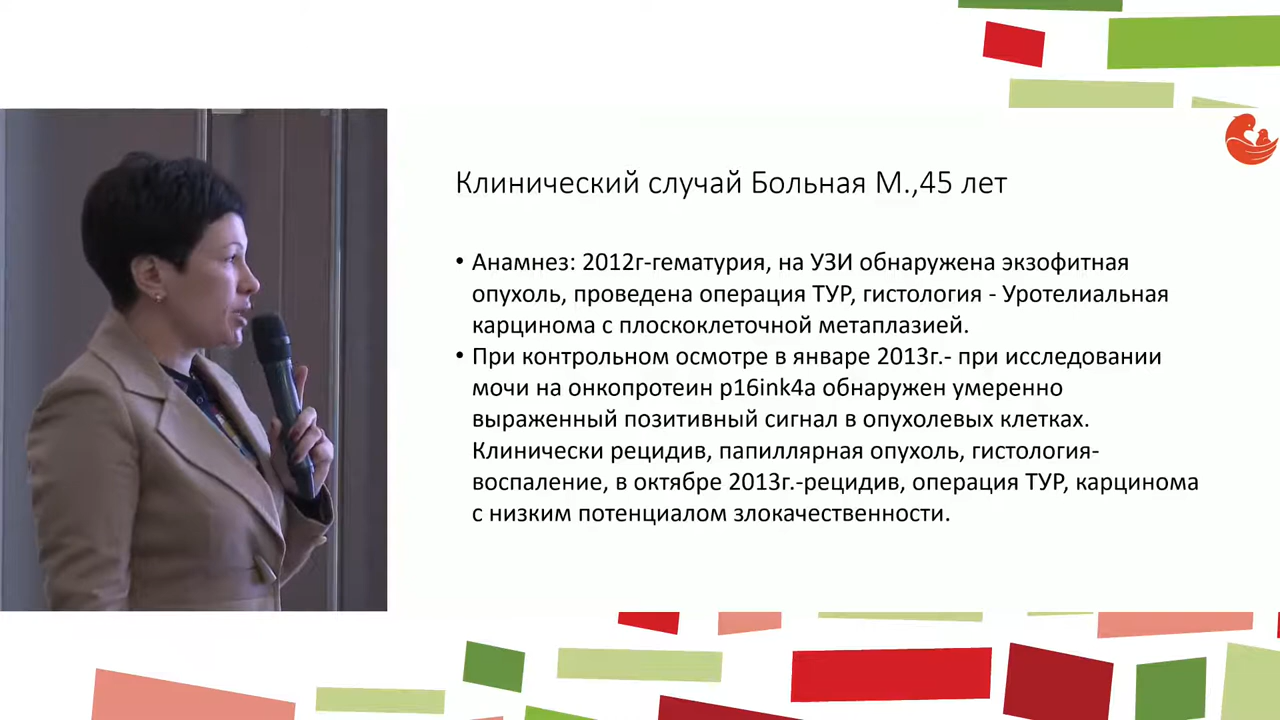 Клинический случай Больная М.,45 лет
• Анамнез: 2012г-гематурия, на УЗИ обнаружена экзофитная
опухоль, проведена операция ТУР, гистология - Уротелиальная
карцинома с плоскоклеточной метаплазией.
• При контрольном осмотре в январе 2013г.- при исследовании
мочи на онкопротеин p16ink4a обнаружен умеренно
выраженный позитивный сигнал в опухолевых клетках.
Клинически рецидив, папиллярная опухоль, гистология-
воспаление, в октябре 2013г.-рецидив, операция ТУР, карцинома
с низким потенциалом злокачественности.